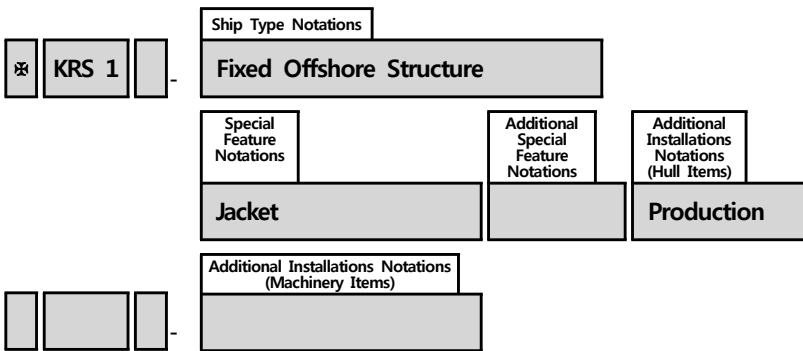 Ship Type Notations
✠ KRS 1 - Fixed Offshore Structure
Special
Feature
Notations
Additional
Special
Feature
Notations
Additional
Installations
Notations
(Hull Items)
Jacket
Production
Additional Installations Notations
(Machinery Items)
-